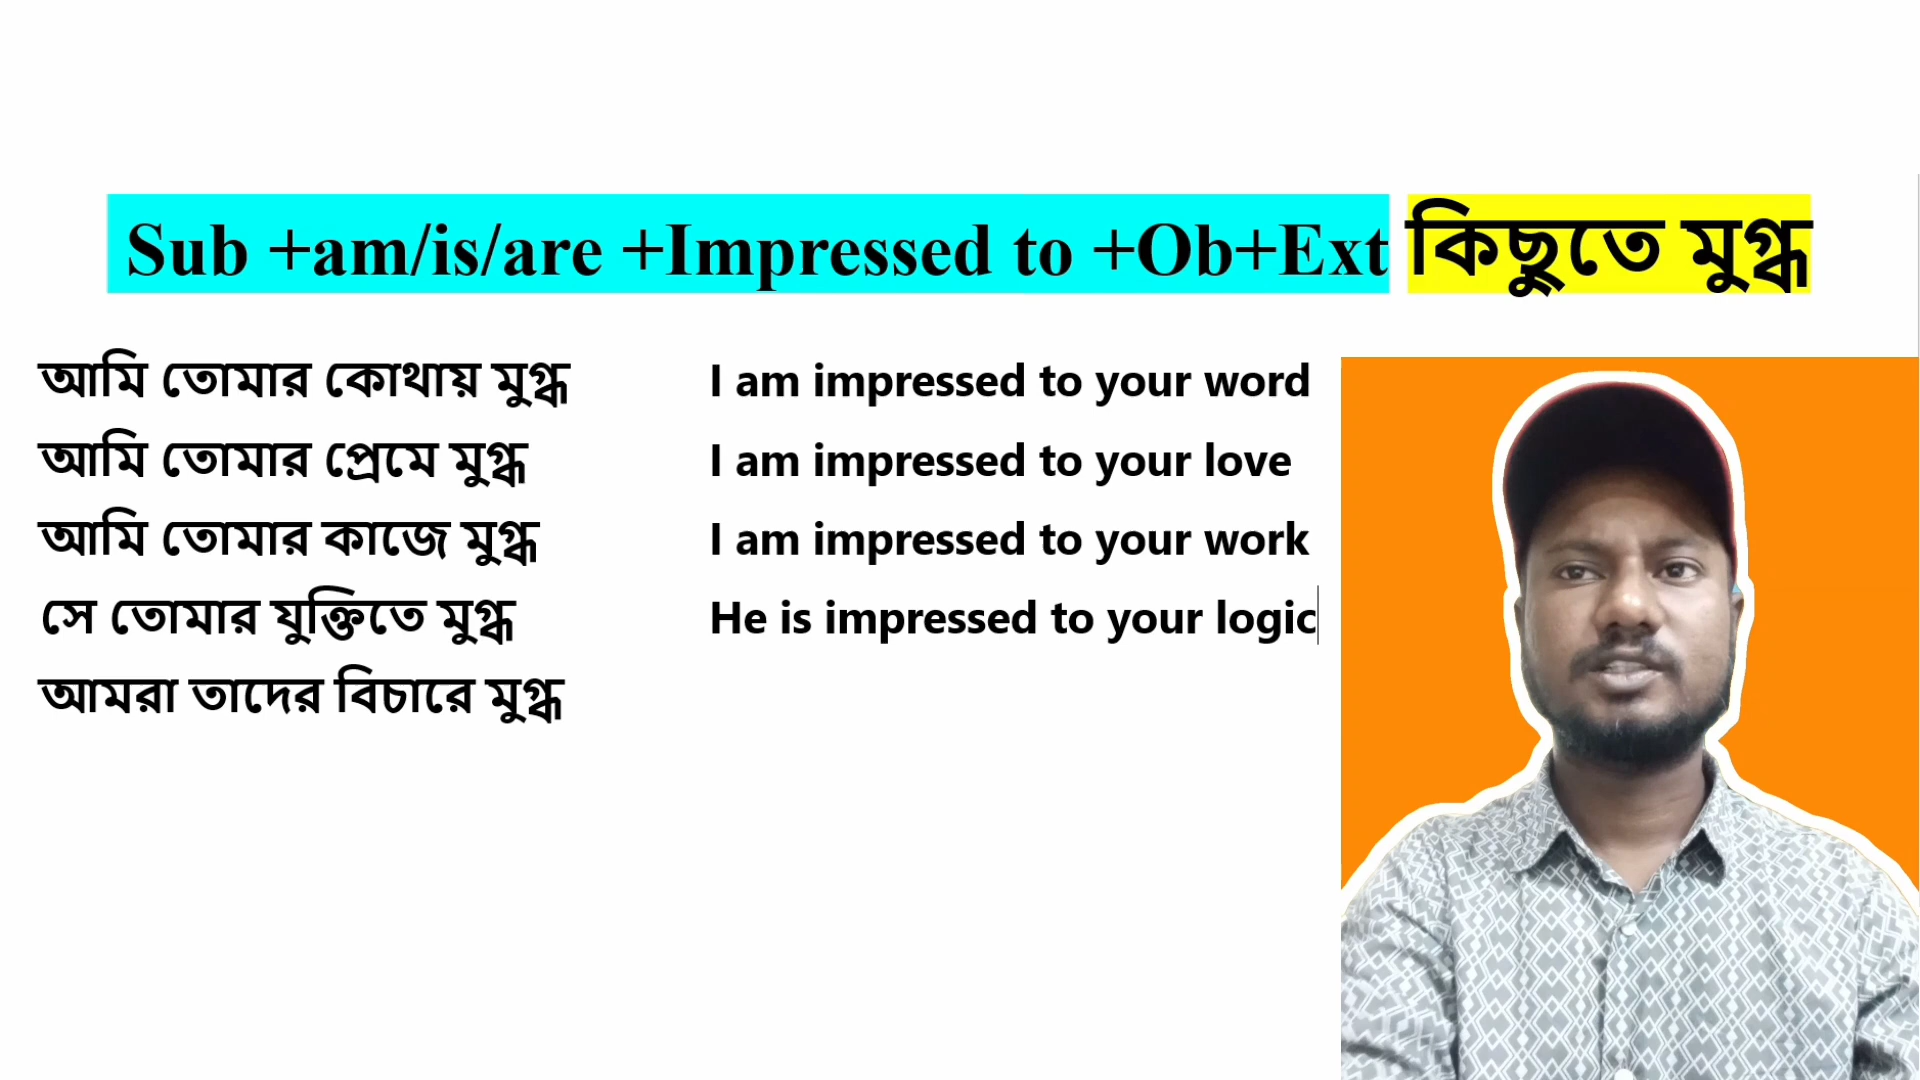 Sub +am/is/are +Impressed to +Ob+Ext কিছুতে মুগ্ধ
আমি তোমার কোথায় মুগ্ধ
I am impressed to your word
আমি তোমার প্রেমে মুগ্ধ
I am impressed to your love
আমি তোমার কাজে মুগ্ধ
I am impressed to your work
সে তোমার যুক্তিতে মুগ্ধ
He is impressed to your logic
আমরা তাদের বিচারে মুগ্ধ